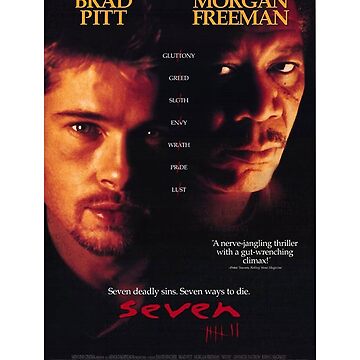 BRAD
PITT
MORGAN
FREEMAN
GLUTTONY
GREED
SLOTH
ENVY
WRATH
PRIDE
LUST
'A nerve-jangling thriller
with a gut-wrenching
climax!'
Seven deadly sins. Seven ways to die.
seven